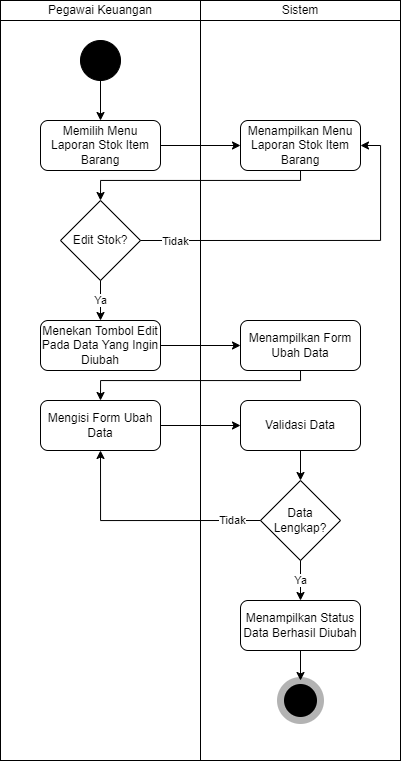 Pegawai Keuangan
Sistem
Memilih Menu
Laporan Stok Item
Barang
Menampilkan Menu
Laporan Stok Item
Barang
Edit Stok?
Tidak
Ya
Menekan Tombol Edit
Pada Data Yang Ingin
Diubah
Menampilkan Form
Ubah Data
Mengisi Form Ubah
Data
Validasi Data
Data
Lengkap?
Tidak
Ya
Menampilkan Status
Data Berhasil Diubah